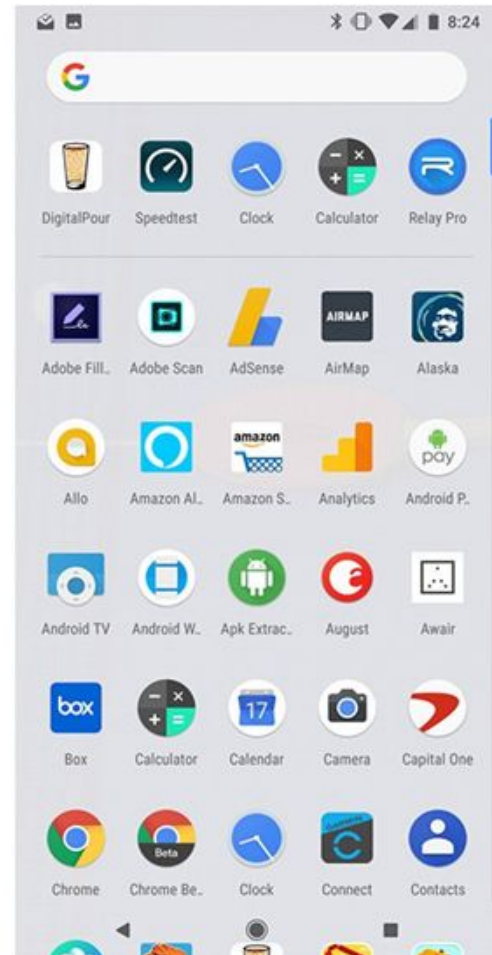 8:24
G
DigitalPour Speedtest Clock Calculator Relay Pro
AIRMAP
Adobe Fill.. Adobe Scan AdSense AirMap Alaska
amazon
pay
Allo Amazon Al.. Amazon S.. Analytics Android P..
Android TV Android W.. Apk Extrac.. August Awair
box
17
Box Calculator Calendar Camera Capital One
Beta
Chrome Chrome Be.. Clock Connect Contacts